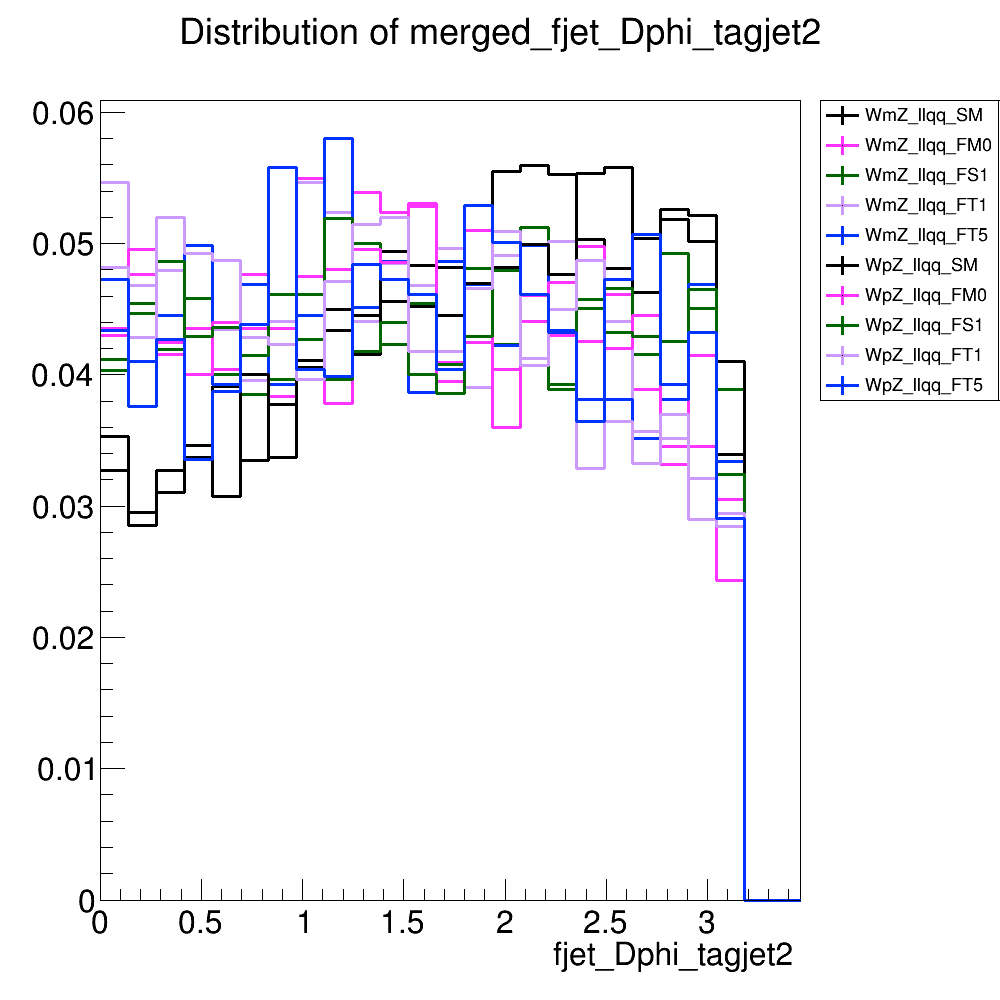 Distribution of merged_fjet_Dphi_tagjet2
0.06
0.05
0.04
0.03
0.02
0.01
0
0 0.5 1 1.5 2 2.5 3
fjet_Dphi_tagjet2
WmZ_llqq_SM
WmZ_llqq_FM0
WmZ_llqq_FS1
WmZ_llqq_FT1
WmZ_llqq_FT5
WpZ_llqq_SM
WpZ_llqq_FM0
WpZ_llqq_FS1
WpZ_llqq_FT1
WpZ_llqq_FT5